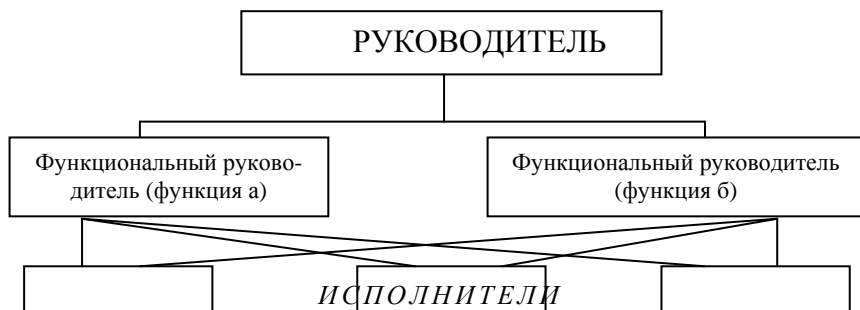 РУКОВОДИТЕЛЬ
Функциональный руково-
дитель (функция а)
Функциональный руководитель
(функция б)
ИСПОЛНИТЕЛИ